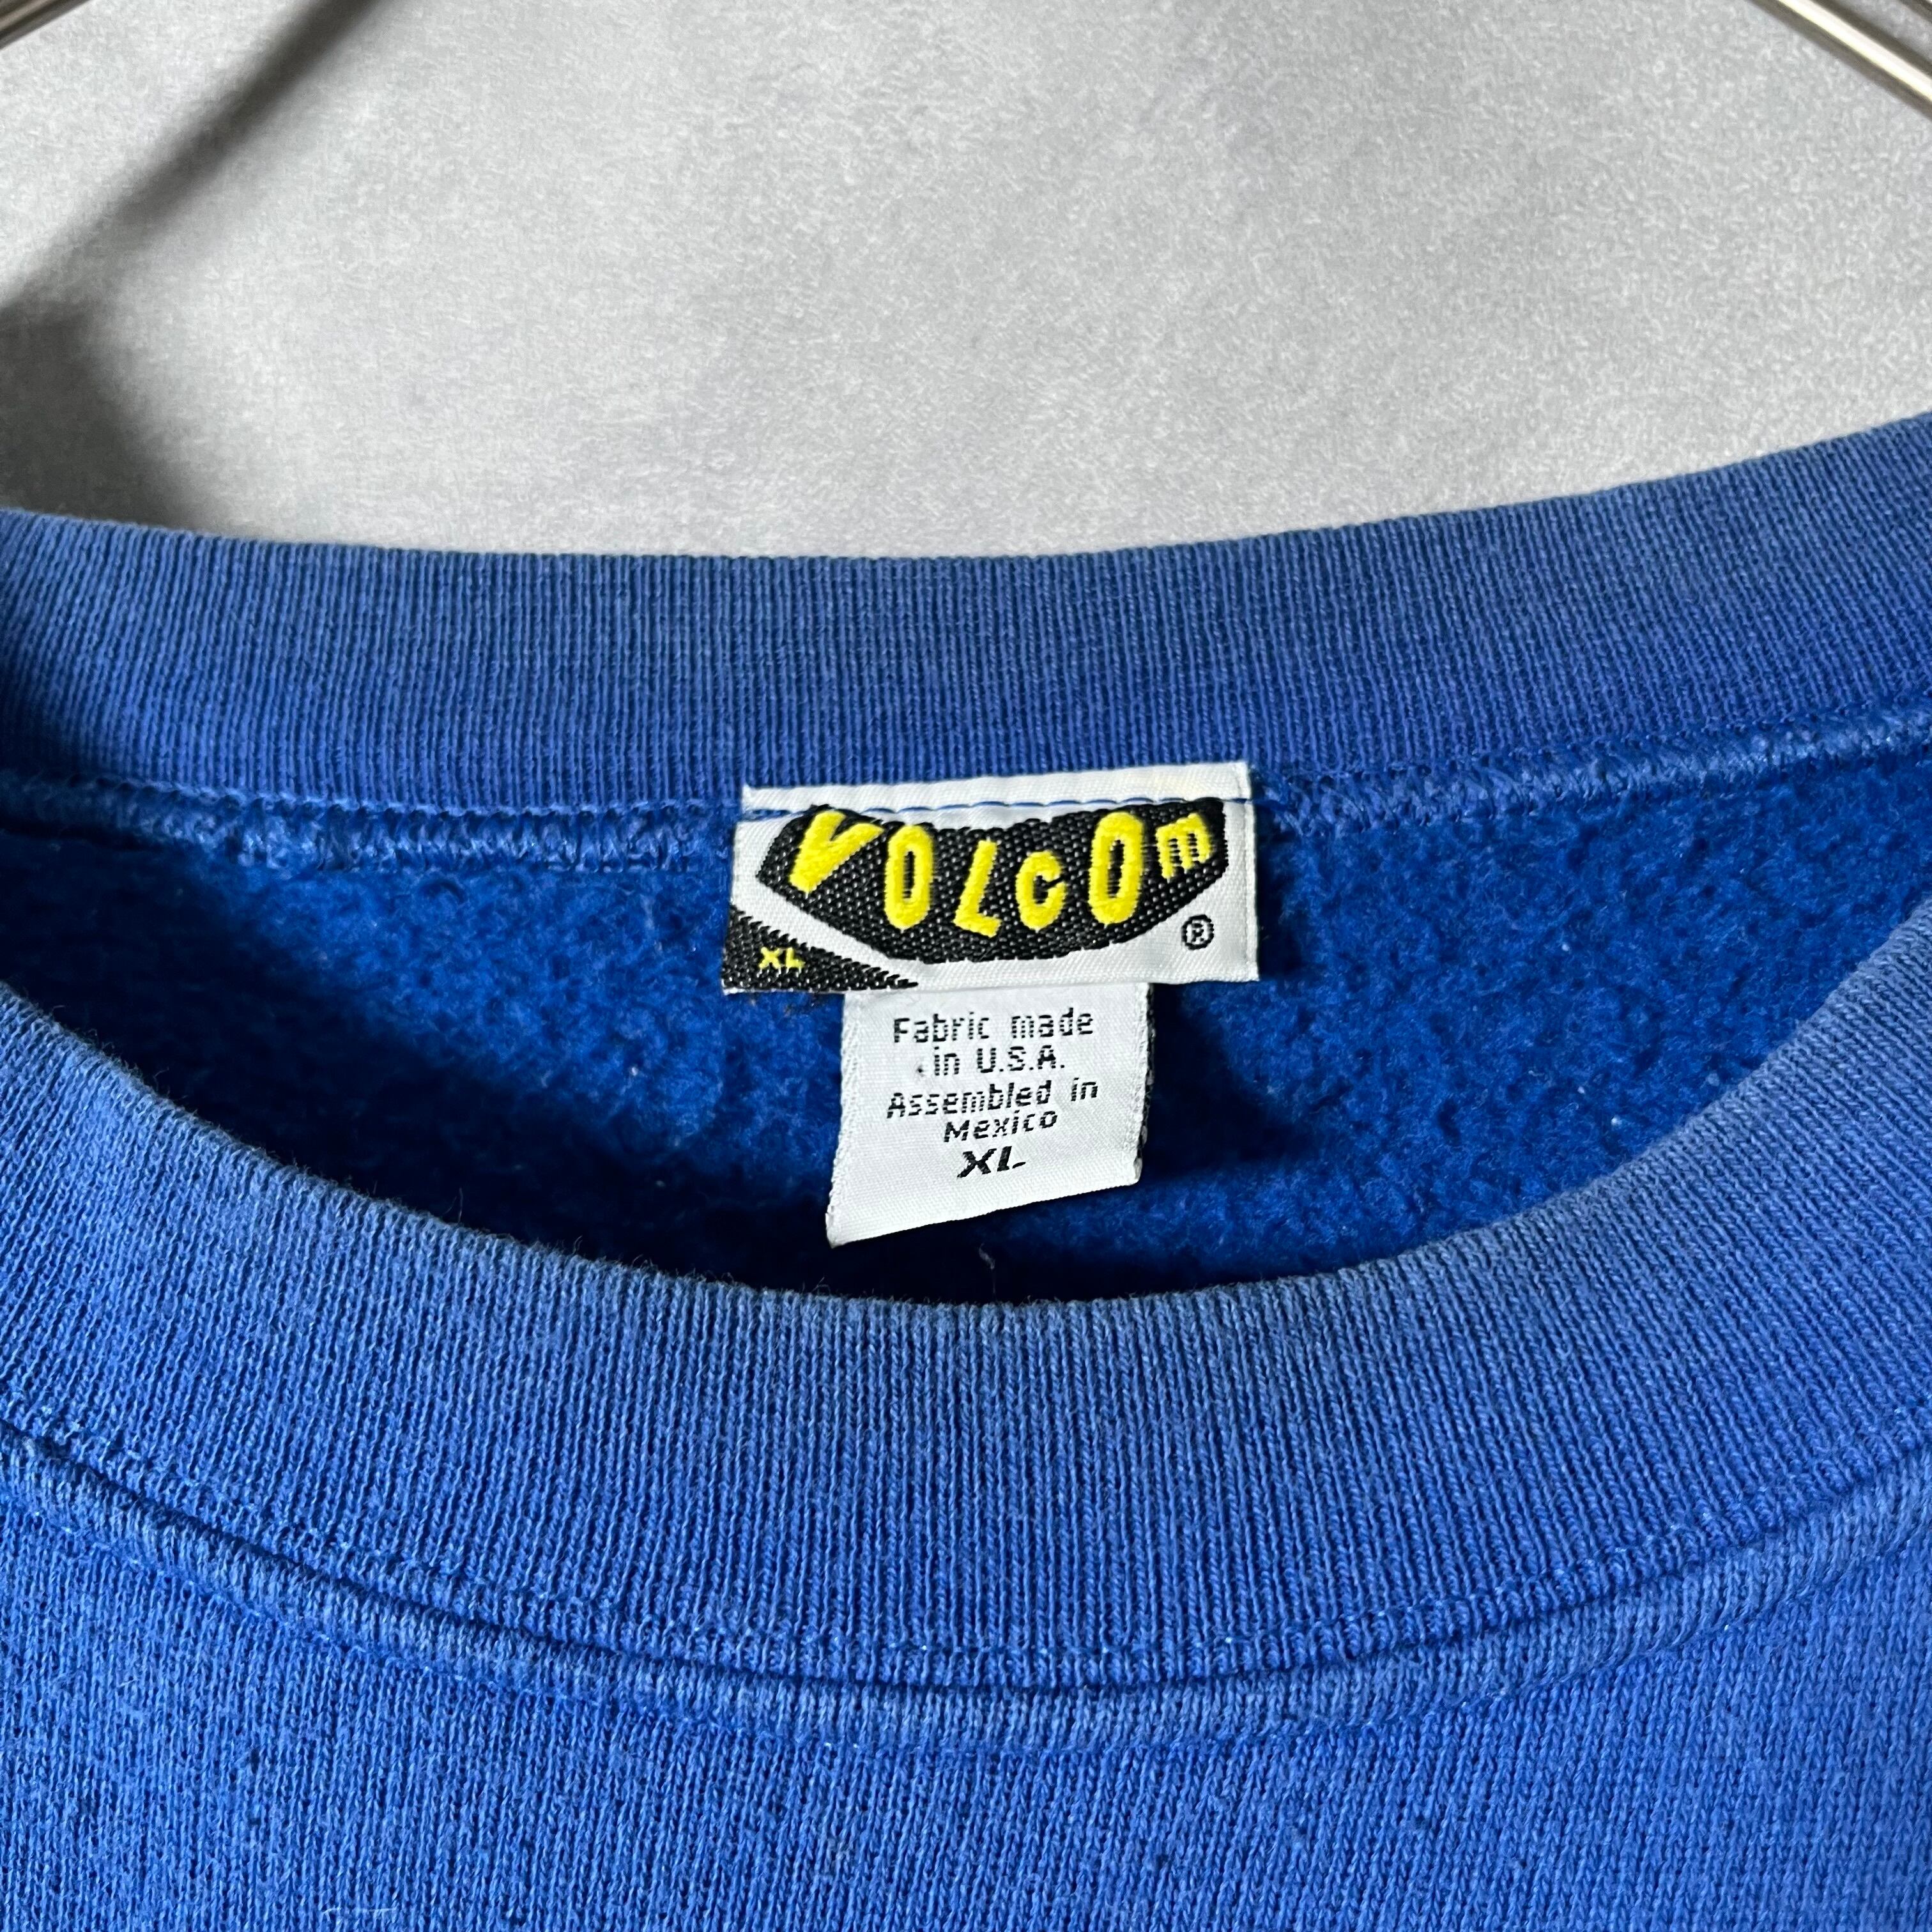 VOLCOM
®
XL
Fabric made
in U.S.A.
Assembled in
Mexico
XL